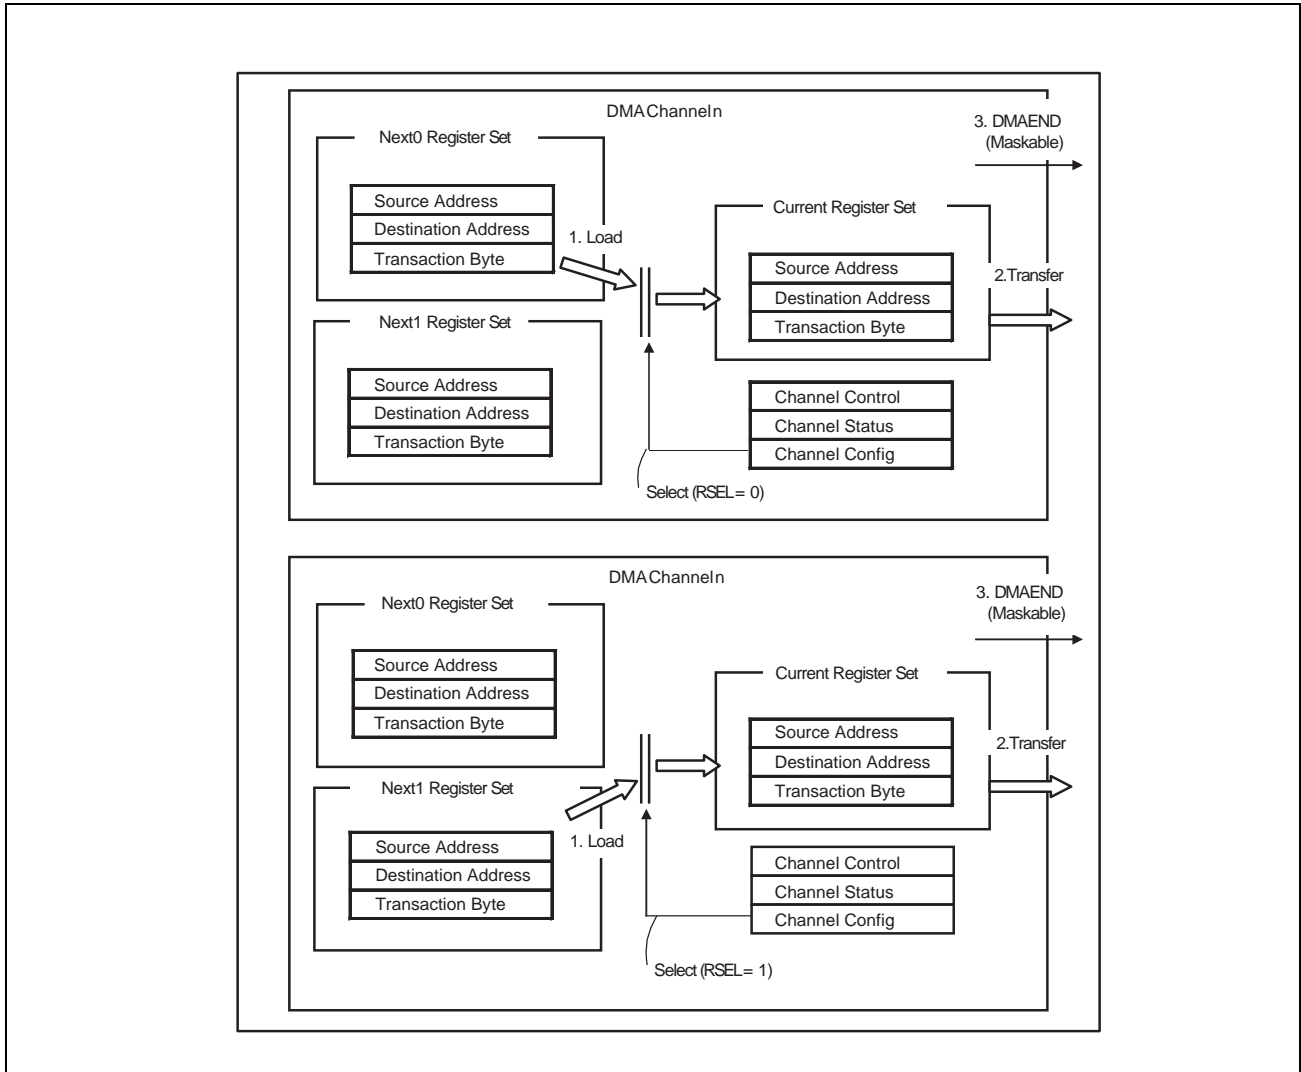 DMA Channel n
3. DMAEND
(Maskable)
Next0 Register Set
Source Address
Destination Address
Transaction Byte
1. Load
Current Register Set
Source Address
Destination Address
Transaction Byte
2.Transfer
Next1 Register Set
Source Address
Destination Address
Transaction Byte
Channel Control
Channel Status
Channel Config
Select (RSEL = 0)
DMA Channel n
3. DMAEND
(Maskable)
Next0 Register Set
Source Address
Destination Address
Transaction Byte
Current Register Set
Source Address
Destination Address
Transaction Byte
2.Transfer
Next1 Register Set
1. Load
Source Address
Destination Address
Transaction Byte
Channel Control
Channel Status
Channel Config
Select (RSEL = 1)